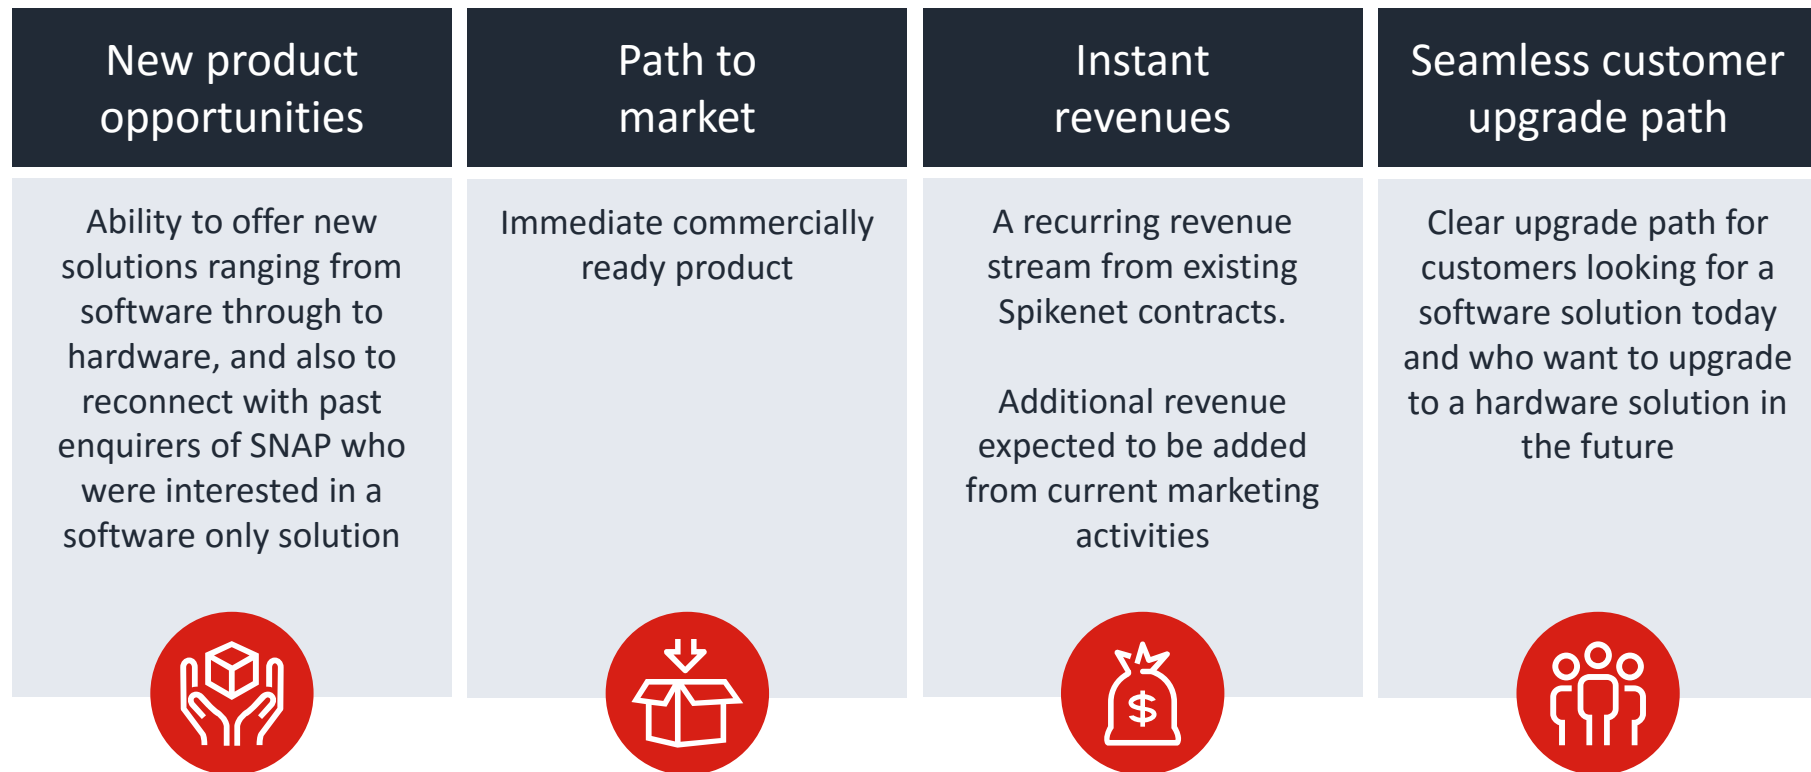 New product
opportunities
Ability to offer new
solutions ranging from
software through to
hardware, and also to
reconnect with past
enquirers of SNAP who
were interested in a
software only solution
Path to
market
Immediate commercially
ready product
Instant
revenues
A recurring revenue
stream from existing
Spikenet contracts.
Additional revenue
expected to be added
from current marketing
activities
$
Seamless customer
upgrade path
Clear upgrade path for
customers looking for a
software solution today
and who want to upgrade
to a hardware solution in
the future